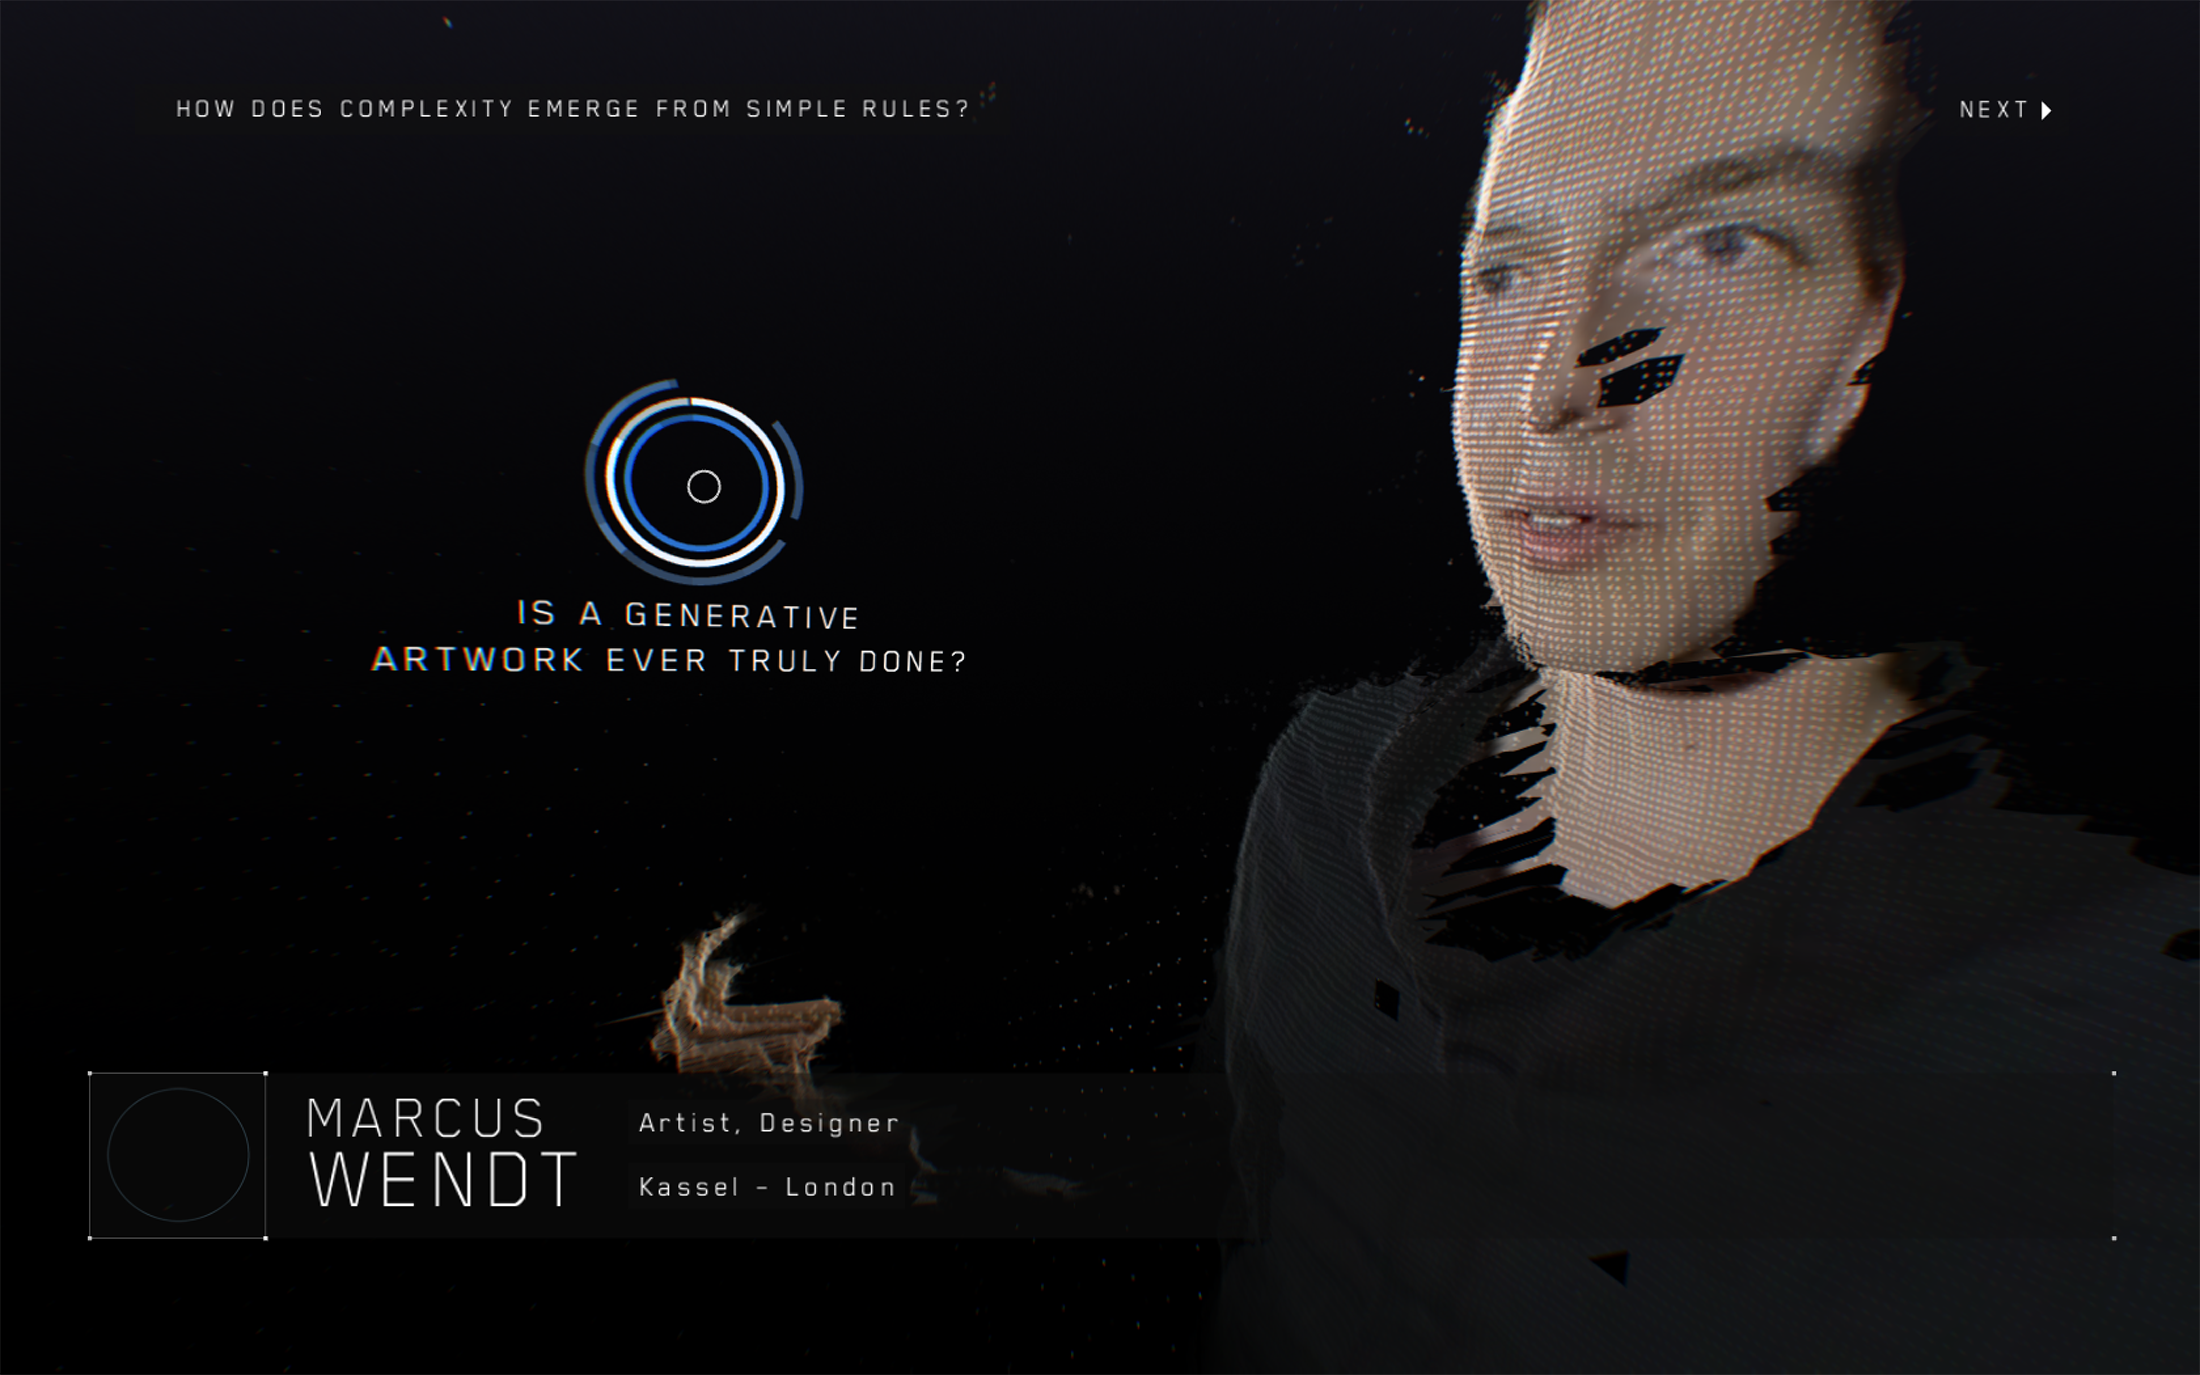 HOW DOES COMPLEXITY EMERGE FROM SIMPLE RULES?
NEXT
IS A GENERATIVE
ARTWORK EVER TRULY DONE?
MARCUS
WENDT
Artist, Designer
Kassel – London